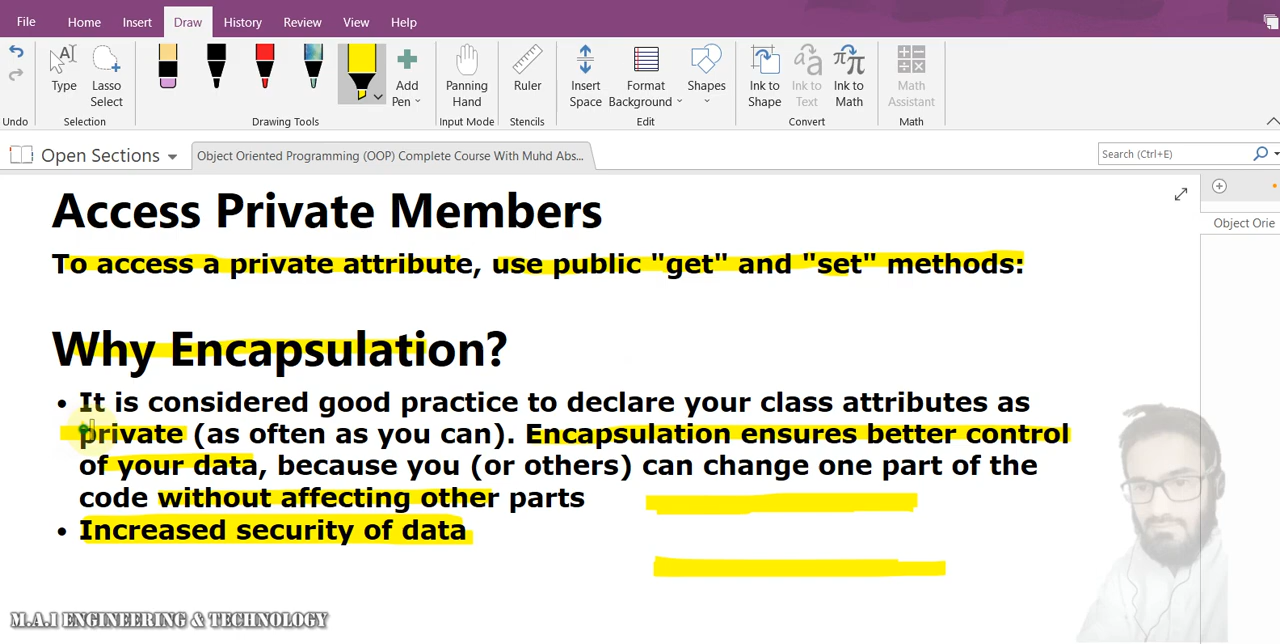 File Home Insert Draw History Review View Help
Type Lasso Select Add Pen Panning Hand Ruler Insert Space Format Background Shapes Ink to Shape Ink to Text Ink to Math Math Assistant
Undo Selection Drawing Tools Input Mode Stencils Edit Convert Math
Open Sections Object Oriented Programming (OOP) Complete Course With Muhd Abs... Search (Ctrl+E)
Access Private Members
Object Orie
To access a private attribute, use public "get" and "set" methods:
Why Encapsulation?
• It is considered good practice to declare your class attributes as
private (as often as you can). Encapsulation ensures better control
of your data, because you (or others) can change one part of the
code without affecting other parts
• Increased security of data
M.A.I ENGINEERING & TECHNOLOGY